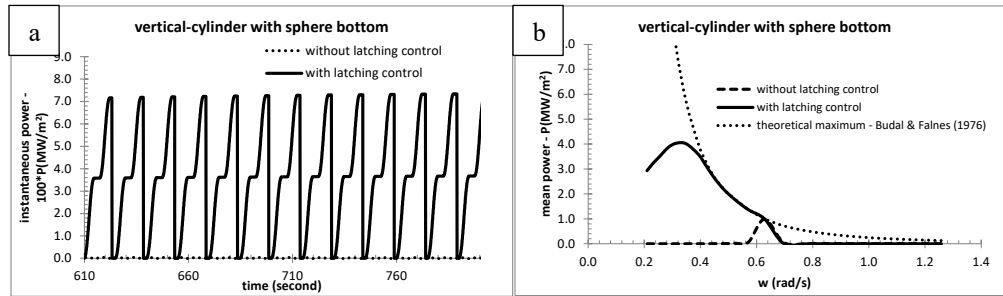 a
vertical-cylinder with sphere bottom
9.0
8.0
7.0
6.0
5.0
4.0
3.0
2.0
1.0
0.0
instantaneous power -
100*P(MW/m²)
without latching control
with latching control
610
660
710
760
time (second)
b
vertical-cylinder with sphere bottom
8.0
7.0
6.0
5.0
4.0
3.0
2.0
1.0
0.0
mean power - P(MW/m²)
without latching control
with latching control
theoretical maximum - Budal & Falnes (1976)
0.0
0.2
0.4
0.6
0.8
1.0
1.2
1.4
w (rad/s)